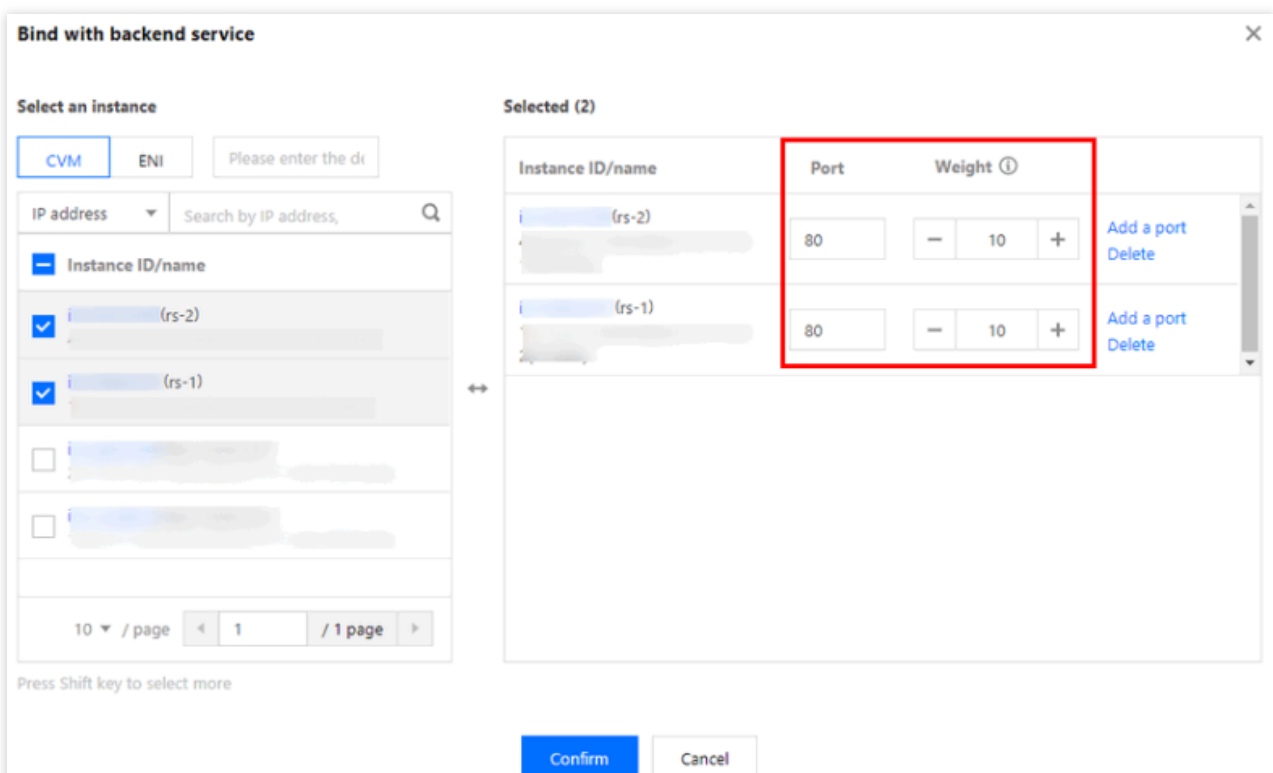 Bind with backend service
Select an instance
Selected (2)
CVM ENI Please enter the de
Instance ID/name Port Weight
IP address Search by IP address,
Instance ID/name
(rs-2)
(rs-1)
10 / page 1 / 1 page
Press Shift key to select more
(rs-2)
80 10 Add a port
Delete
(rs-1)
80 10 Add a port
Delete
Confirm Cancel